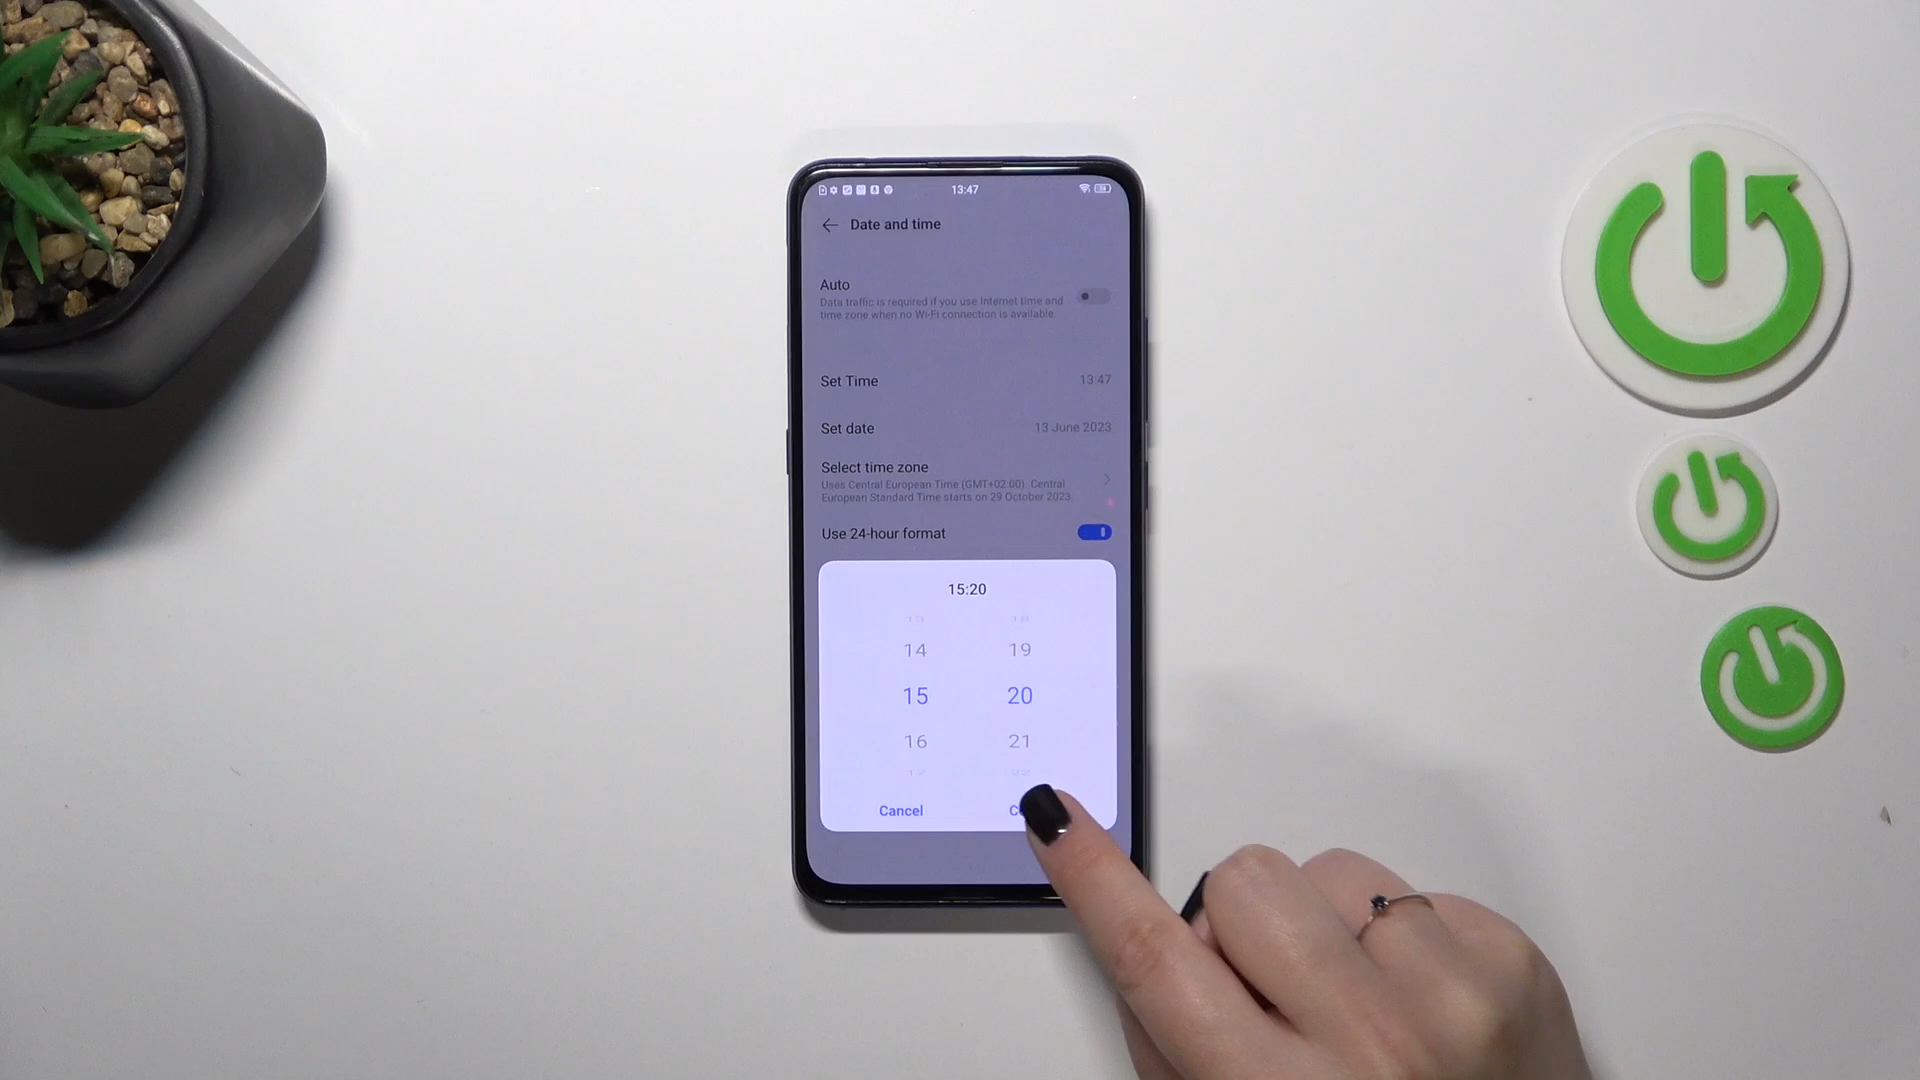 13:47
Date and time
Auto
Data traffic is required if you use Internet time and
time zone when no Wi-Fi connection is available
Set Time 13:47
Set date 13 June 2023
Select time zone
Uses Central European Time (GMT+02:00). Central
European Standard Time starts on 29 October 2023.
Use 24-hour format
15:20
14 19
15 20
16 21
Cancel